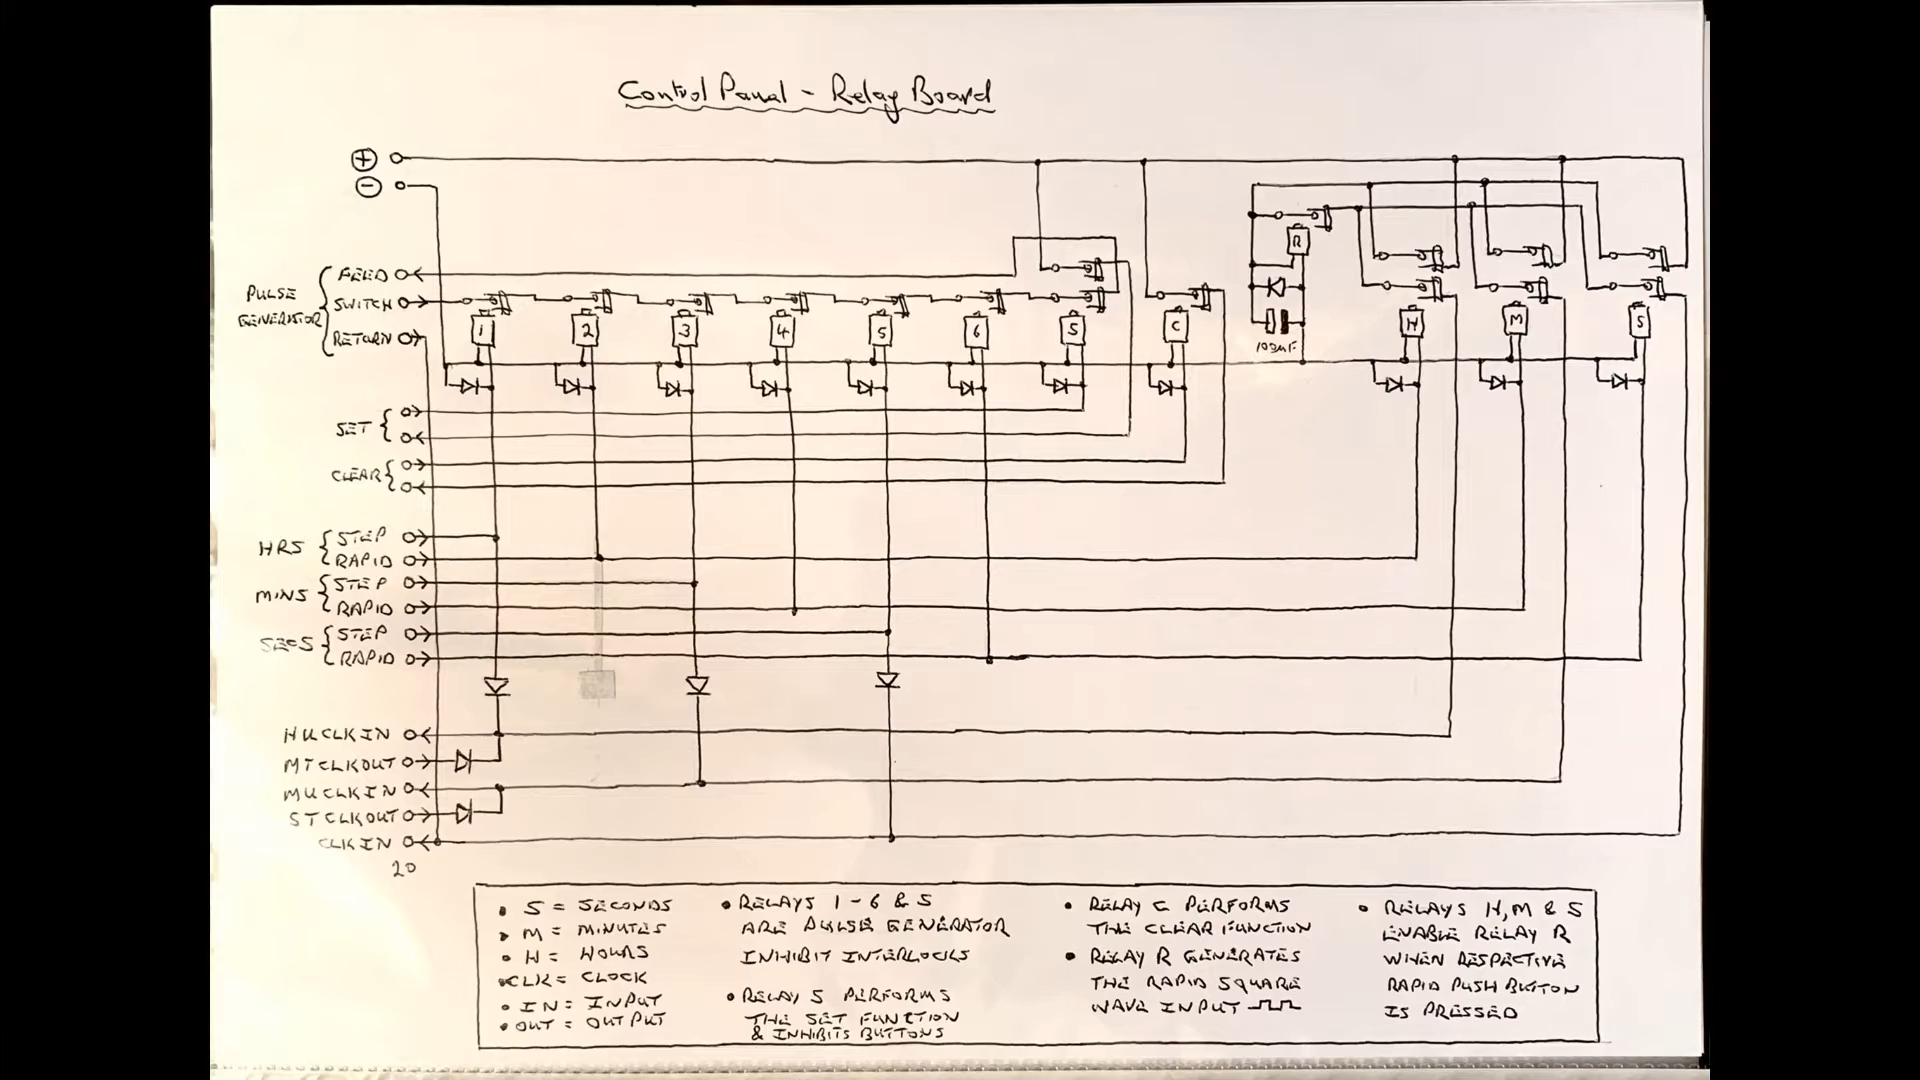 Control Panal - Relay Board
+
-
PULSE GENERATOR
FEED
SWITCH
RETURN
1 2 3 4 5 6 S C R H M S
100µF
SET
CLEAR
HRS
STEP
RAPID
MINS
STEP
RAPID
SECS
STEP
RAPID
HUCLKIN
MTCLKOUT
MUCLKIN
STCLKOUT
CLKIN
20
• S = SECONDS
• M = MINUTES
• H = HOURS
• CLK = CLOCK
• IN = INPUT
• OUT = OUTPUT
• RELAYS 1-6 & S
ARE PULSE GENERATOR
INHIBIT INTERLOCKS
• RELAY S PERFORMS
THE SET FUNCTION
& INHIBITS BUTTONS
• RELAY C PERFORMS
THE CLEAR FUNCTION
• RELAY R GENERATES
THE RAPID SQUARE
WAVE INPUT
• RELAYS H, M & S
ENABLE RELAY R
WHEN RESPECTIVE
RAPID PUSH BUTTON
IS PRESSED